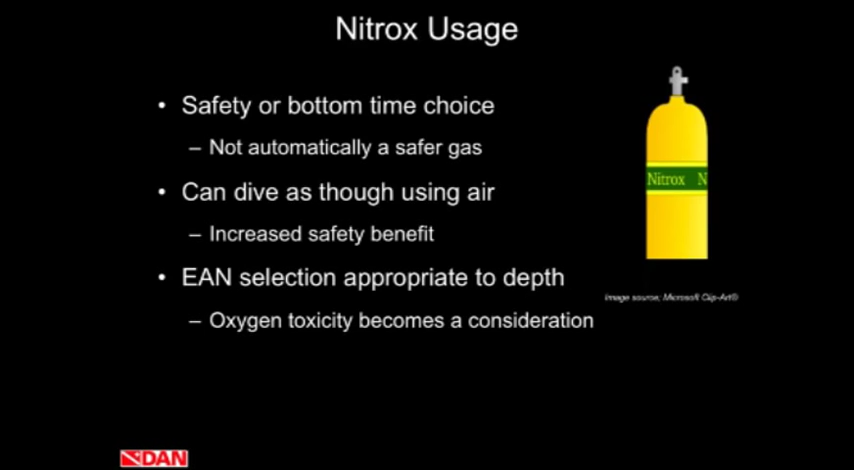 Nitrox Usage
• Safety or bottom time choice
– Not automatically a safer gas
• Can dive as though using air
– Increased safety benefit
• EAN selection appropriate to depth
– Oxygen toxicity becomes a consideration
Nitrox N
Image source; Microsoft Clip-Art®
DAN